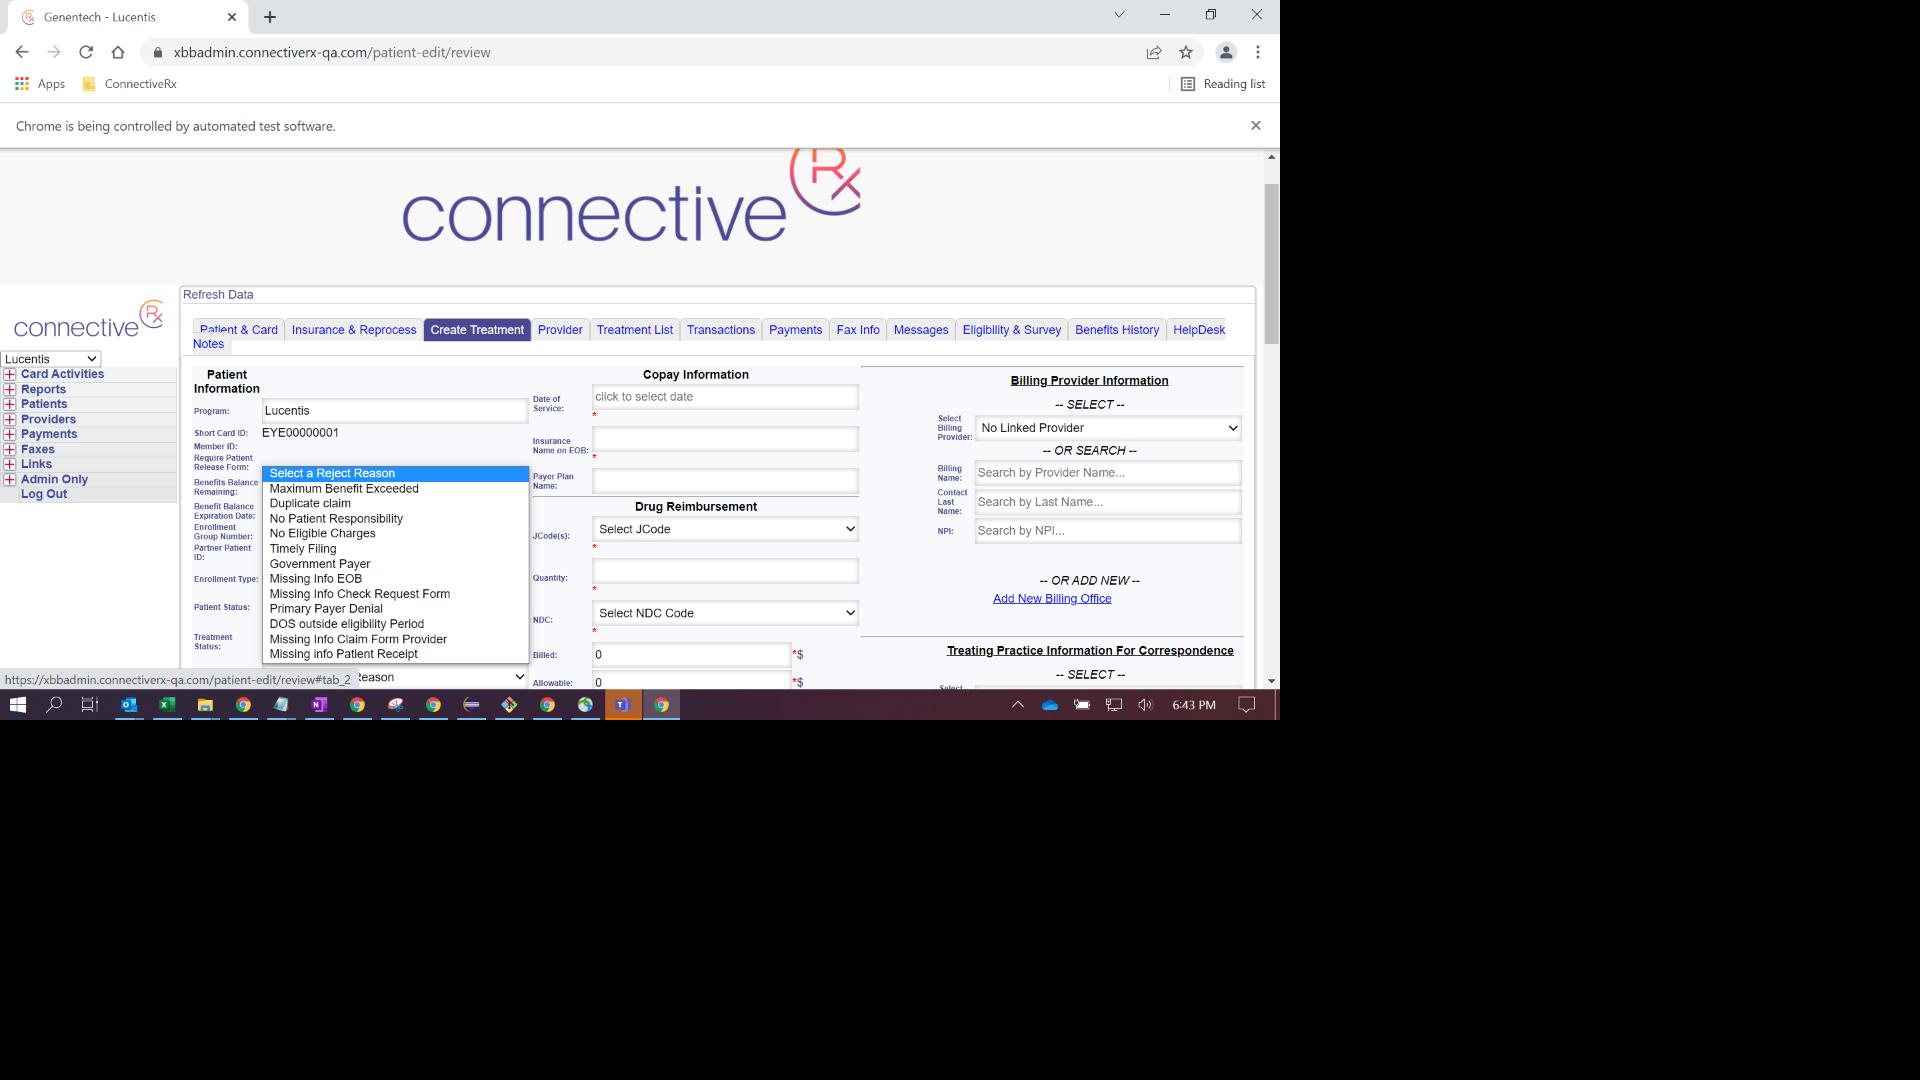 Genentech - Lucentis
xbbadmin.connectiverx-qa.com/patient-edit/review
Apps
ConnectiveRx
Reading list
Chrome is being controlled by automated test software.
connective Rx
Refresh Data
connective Rx
Lucentis
Card Activities
Reports
Patients
Providers
Payments
Faxes
Links
Admin Only
Log Out
Patient & Card
Insurance & Reprocess
Create Treatment
Provider
Treatment List
Transactions
Payments
Fax Info
Messages
Eligibility & Survey
Benefits History
HelpDesk
Notes
Patient
Information
Program:
Lucentis
Short Card ID:
EYE00000001
Member ID:
Require Patient
Release Form:
Benefits Balance
Remaining:
Benefit Balance
Expiration Date:
Enrollment
Group Number:
Partner Patient
ID:
Enrollment Type:
Patient Status:
Treatment
Status:
Select a Reject Reason
Maximum Benefit Exceeded
Duplicate claim
No Patient Responsibility
No Eligible Charges
Timely Filing
Government Payer
Missing Info EOB
Missing Info Check Request Form
Primary Payer Denial
DOS outside eligibility Period
Missing Info Claim Form Provider
Missing info Patient Receipt
Reason
Copay Information
Date of
Service:
click to select date
*
Insurance
Name on EOB:
*
Payer Plan
Name:
Drug Reimbursement
JCode(s):
Select JCode
*
Quantity:
*
NDC:
Select NDC Code
*
Billed:
0
*$
Allowable:
0
*$
Billing Provider Information
-- SELECT --
Select
Billing
Provider:
No Linked Provider
-- OR SEARCH --
Billing
Name:
Search by Provider Name...
Contact
Last
Name:
Search by Last Name...
NPI:
Search by NPI...
-- OR ADD NEW --
Add New Billing Office
Treating Practice Information For Correspondence
-- SELECT --
Select
https://xbbadmin.connectiverx-qa.com/patient-edit/review#tab_2
6:43 PM